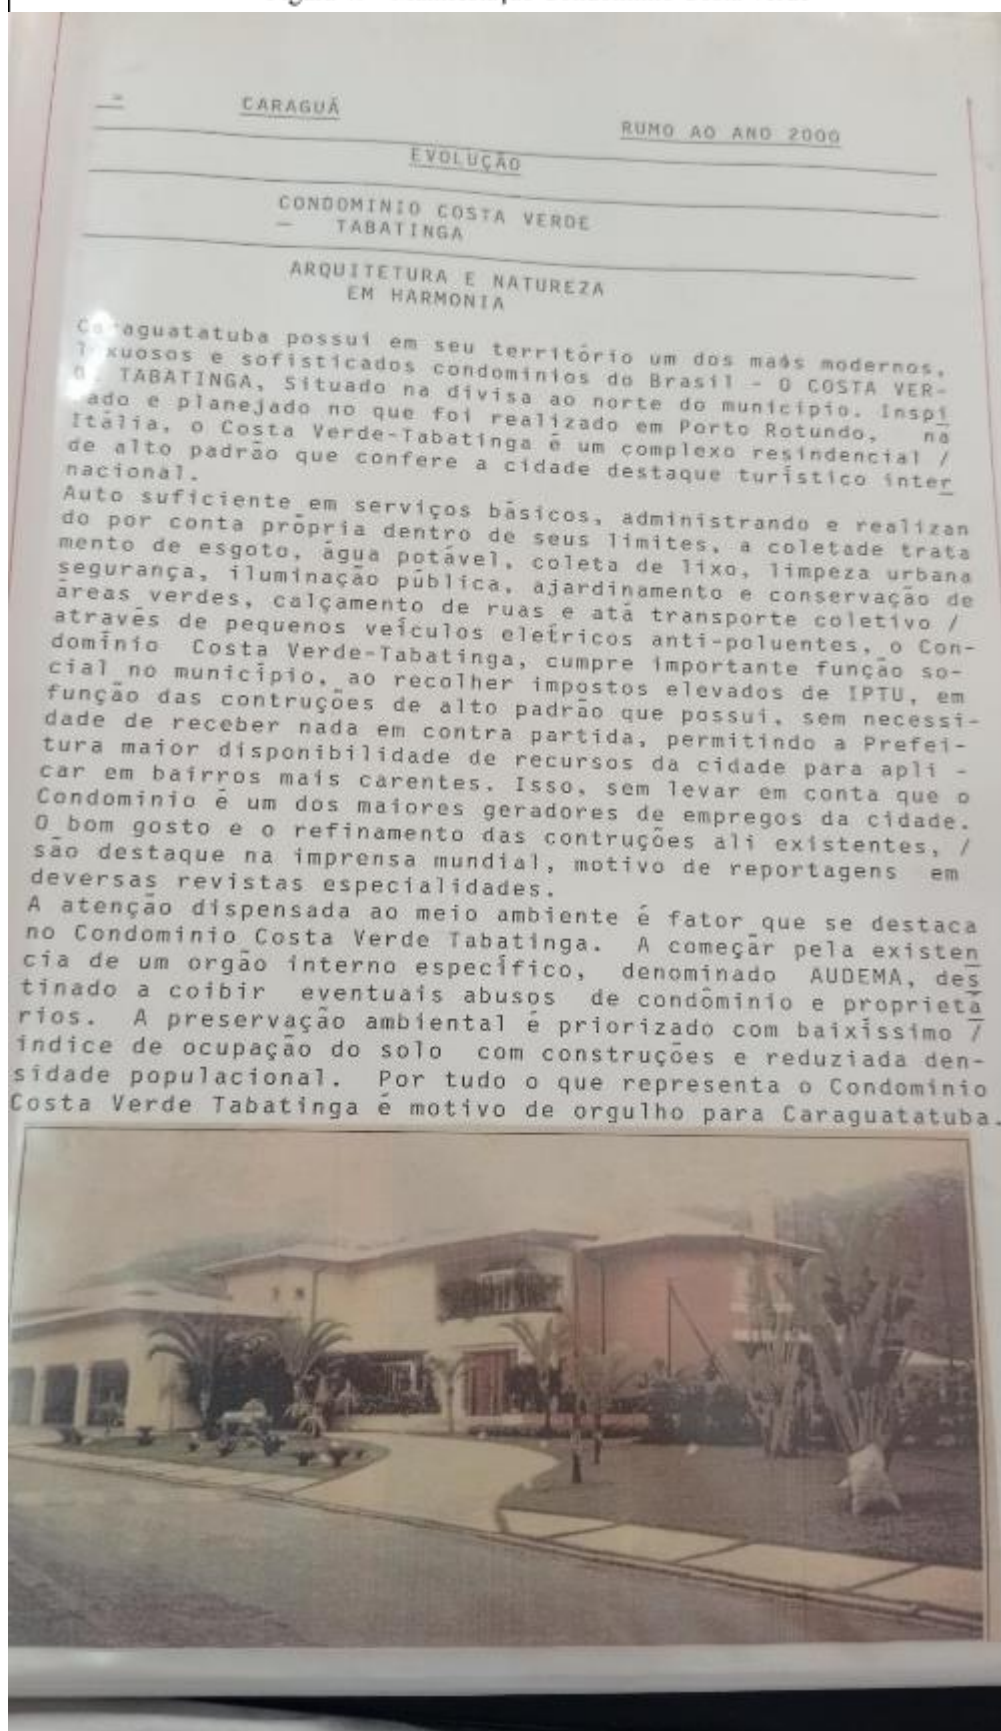 CARAGUÁ
RUMO AO ANO 2000
EVOLUÇÃO
CONDOMINIO COSTA VERDE
TABATINGA
ARQUITETURA E NATUREZA
EM HARMONIA
Caraguatatuba possui em seu território um dos maás modernos,
luxuosos e sofisticados condominios do Brasil - O COSTA VER-
TABATINGA, Situado na divisa ao norte do municipio. Inspi
rado e planejado no que foi realizado em Porto Rotundo, na
Itália, o Costa Verde-Tabatinga é um complexo resindencial /
de alto padrão que confere a cidade destaque turístico inter
nacional.
Auto suficiente em serviços básicos, administrando e realizan
do por conta própria dentro de seus limites, a coletade trata
mento de esgoto, água potável, coleta de lixo, limpeza urbana
segurança, iluminação pública, ajardinamento e conservação de
áreas verdes, calçamento de ruas e atá transporte coletivo /
através de pequenos veículos eletricos anti-poluentes, o Con-
domínio Costa Verde-Tabatinga, cumpre importante função so-
cial no município, ao recolher impostos elevados de IPTU, em
função das contruções de alto padrão que possui, sem necessi-
dade de receber nada em contra partida, permitindo a Prefei-
tura maior disponibilidade de recursos da cidade para apli -
car em bairros mais carentes. Isso, sem levar em conta que o
Condominio é um dos maiores geradores de empregos da cidade.
O bom gosto e o refinamento das contruções ali existentes, /
são destaque na imprensa mundial, motivo de reportagens em
deversas revistas especialidades.
A atenção dispensada ao meio ambiente é fator que se destaca
no Condominio Costa Verde Tabatinga. A começar pela existen
cia de um orgão interno específico, denominado AUDEMA, des
tinado a coibir eventuais abusos de condôminio e proprietá
rios. A preservação ambiental é priorizado com baixíssimo /
indice de ocupação do solo com construções e reduziada den-
sidade populacional. Por tudo o que representa o Condominio
Costa Verde Tabatinga é motivo de orgulho para Caraguatatuba.